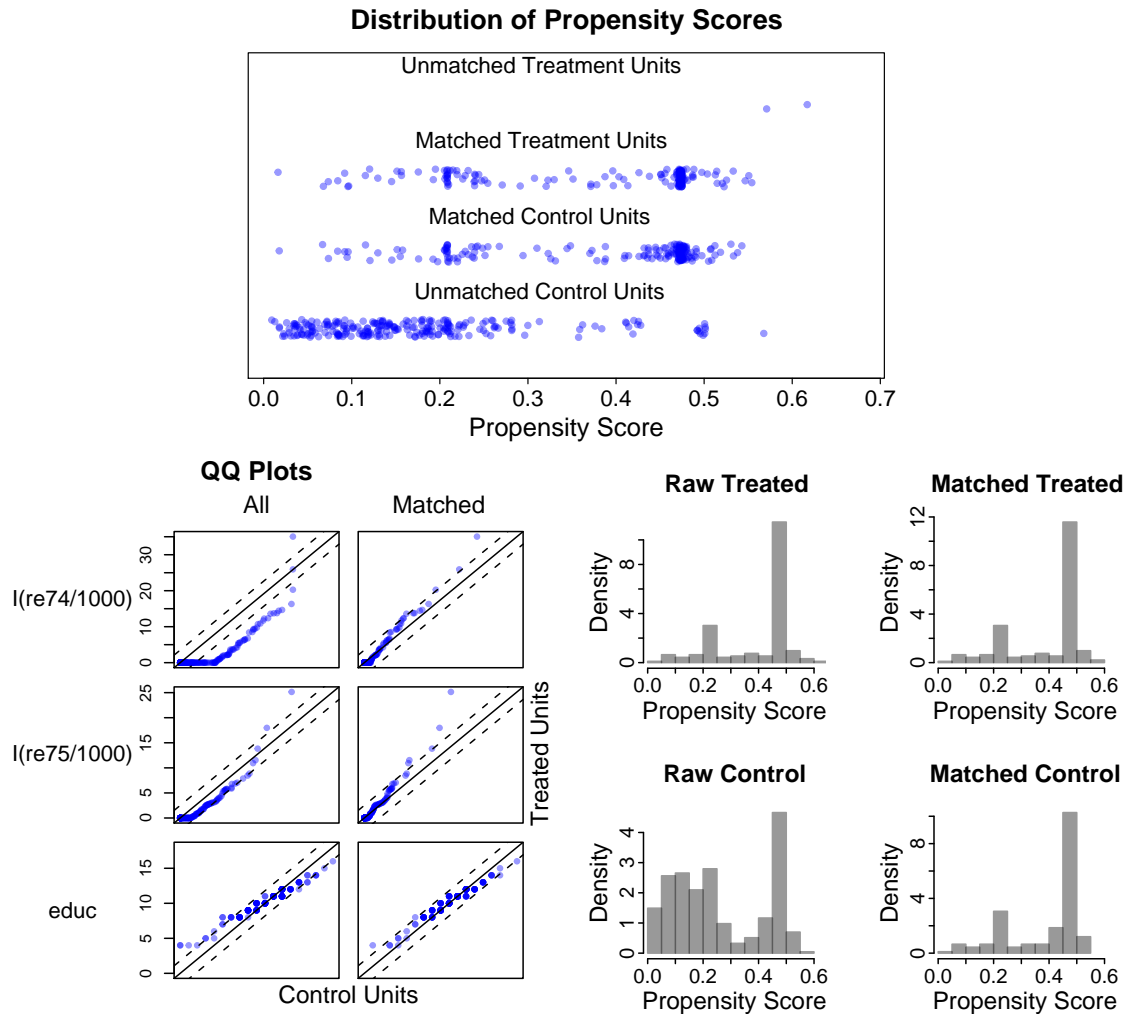 Distribution of Propensity Scores
Unmatched Treatment Units
Matched Treatment Units
Matched Control Units
Unmatched Control Units
0.0 0.1 0.2 0.3 0.4 0.5 0.6 0.7
Propensity Score
QQ Plots
All Matched
I(re74/1000)
0 10 20 30
I(re75/1000)
0 5 15 25
educ
0 5 10 15
Control Units
Treated Units
Raw Treated
Density
0 4 8
0.0 0.2 0.4 0.6
Propensity Score
Matched Treated
Density
0 4 8 12
0.0 0.2 0.4 0.6
Propensity Score
Raw Control
Density
0 1 2 3 4
0.0 0.2 0.4 0.6
Propensity Score
Matched Control
Density
0 4 8
0.0 0.2 0.4 0.6
Propensity Score